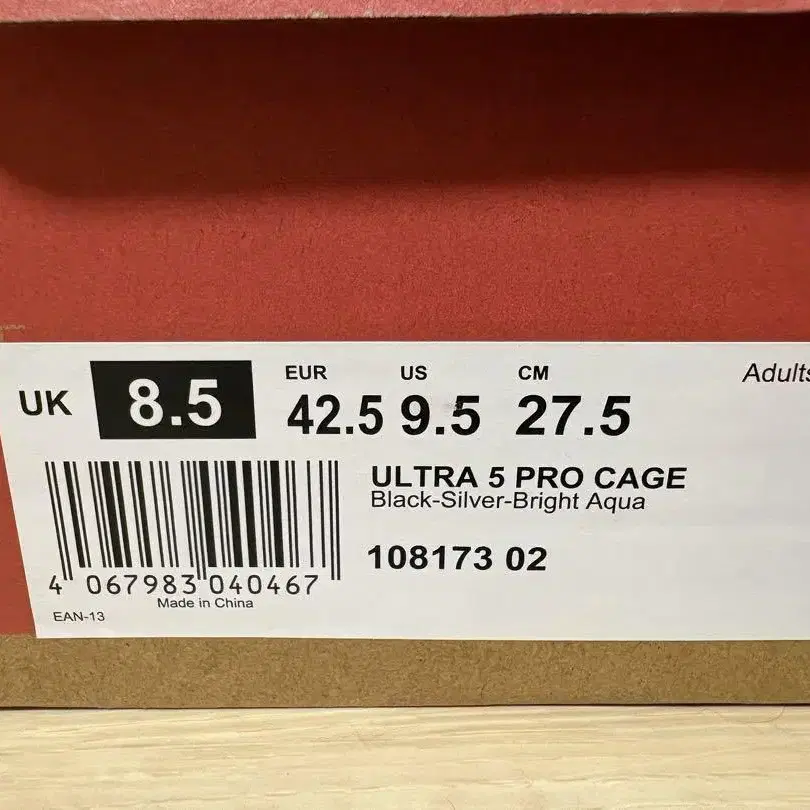 Adults
EUR US CM
UK 8.5 42.5 9.5 27.5
ULTRA 5 PRO CAGE
Black-Silver-Bright Aqua
108173 02
4 067983 040467
Made in China
EAN-13